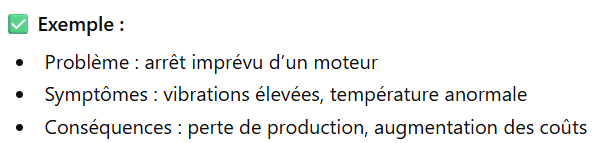 ✅ Exemple :
• Problème : arrêt imprévu d’un moteur
• Symptômes : vibrations élevées, température anormale
• Conséquences : perte de production, augmentation des coûts